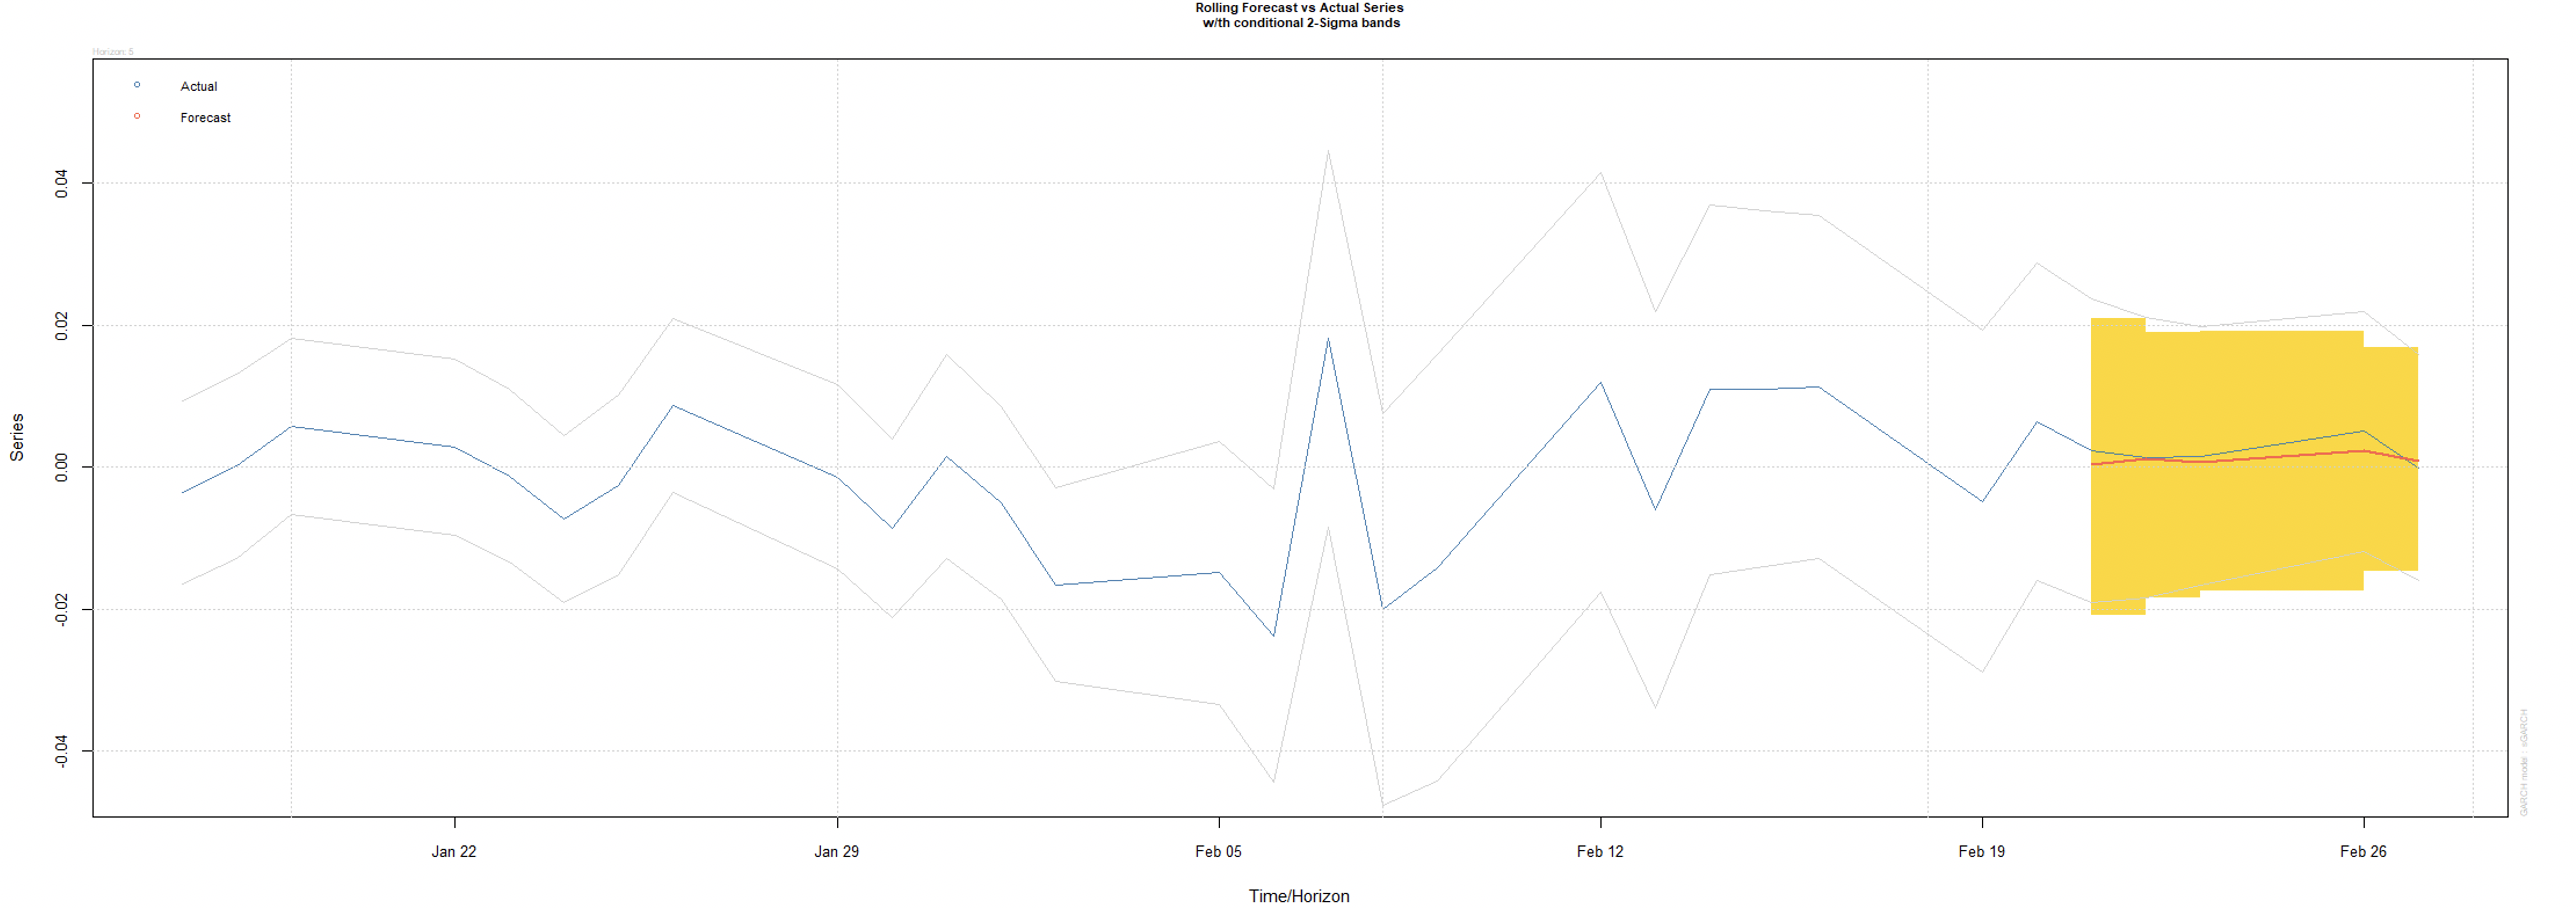 Rolling Forecast vs Actual Series
w/th conditional 2-Sigma bands
Horizon: 5
Actual
Forecast
0.04
0.02
0.00
-0.02
-0.04
Series
Jan 22
Jan 29
Feb 05
Feb 12
Feb 19
Feb 26
Time/Horizon
GARCH model : sGARCH